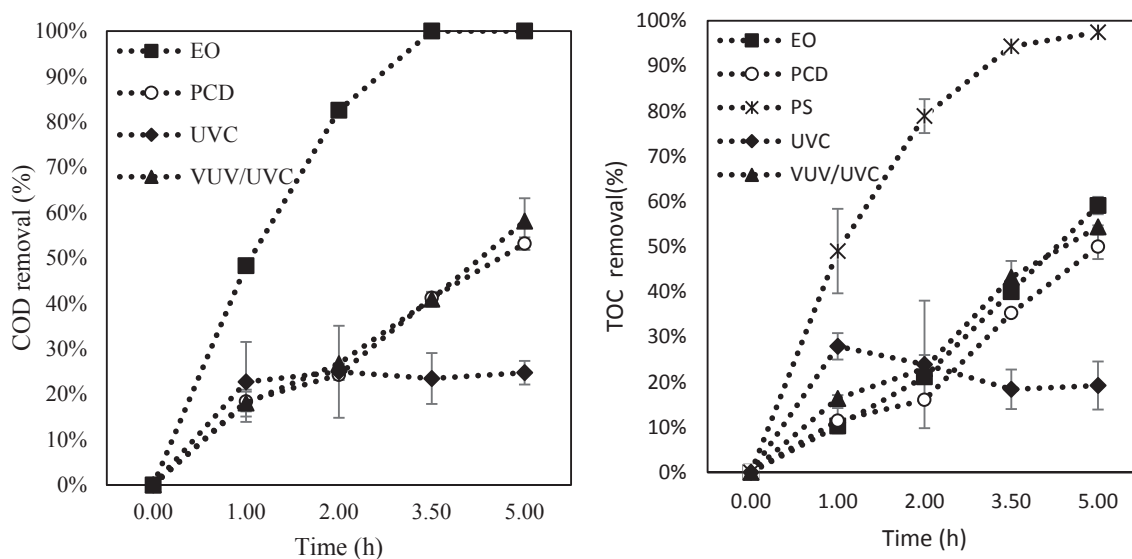 100%
90%
80%
70%
60%
50%
40%
30%
20%
10%
0%
COD removal (%)
EO
PCD
UVC
VUV/UVC
0.00 1.00 2.00 3.50 5.00
Time (h)
100%
90%
80%
70%
60%
50%
40%
30%
20%
10%
0%
TOC removal(%)
EO
PCD
PS
UVC
VUV/UVC
0.00 1.00 2.00 3.50 5.00
Time (h)